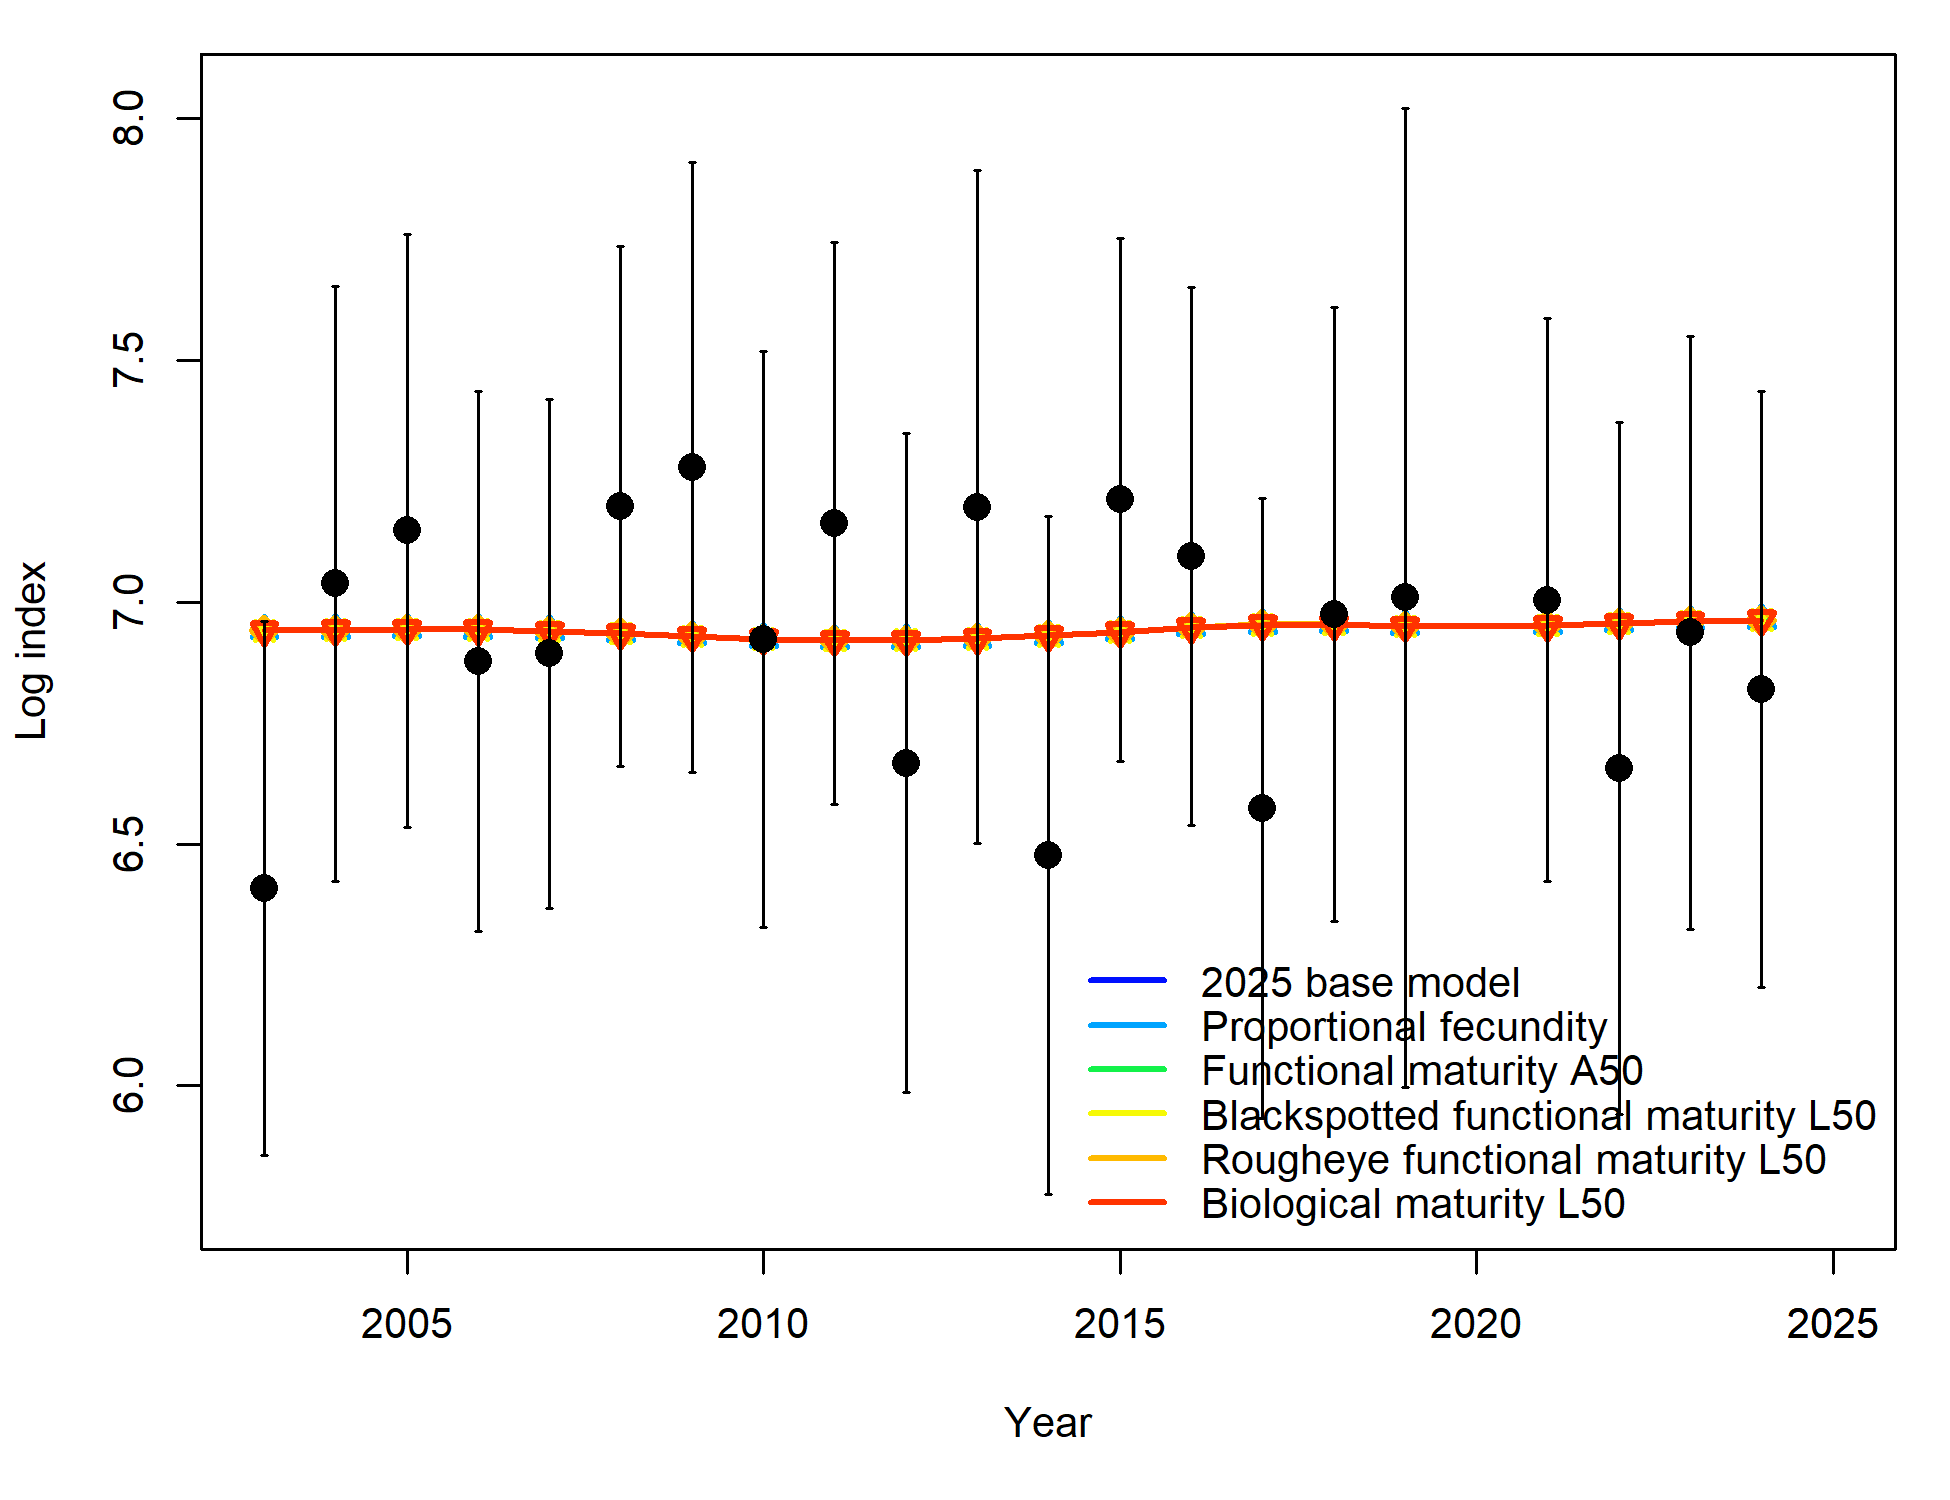 8.0
7.5
7.0
6.5
6.0
Log index
2025 base model
Proportional fecundity
Functional maturity A50
Blackspotted functional maturity L50
Rougheye functional maturity L50
Biological maturity L50
2005 2010 2015 2020 2025
Year